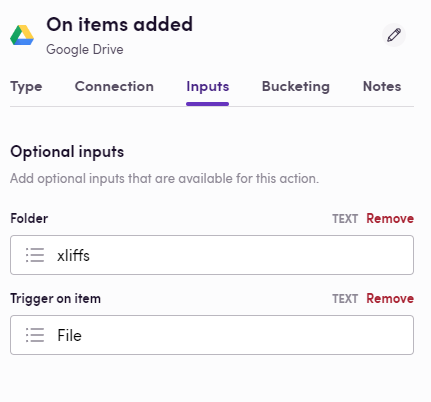 On items added
Google Drive
Type Connection Inputs Bucketing Notes
Optional inputs
Add optional inputs that are available for this action.
Folder TEXT Remove
xliffs
Trigger on item TEXT Remove
File